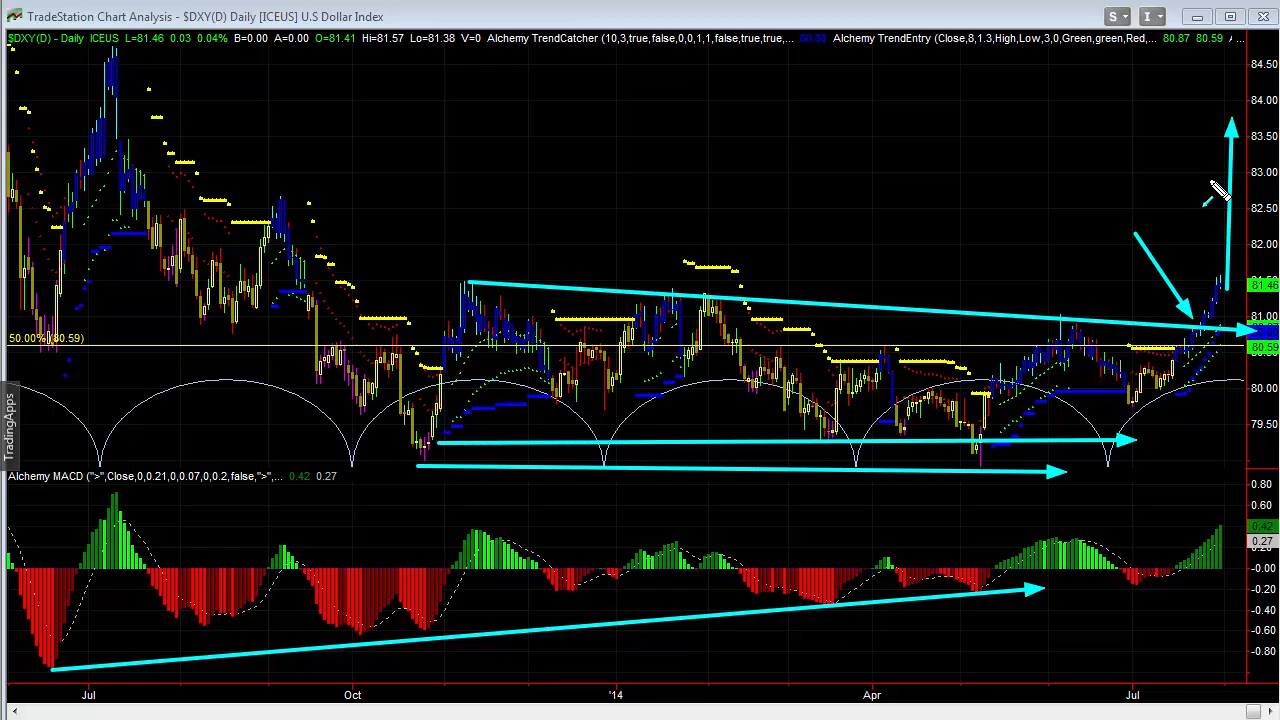 TradeStation Chart Analysis - $DXY(D) Daily [ICEUS] U.S Dollar Index
S
I
$DXY(D) - Daily ICEUS L=81.46 0.03 0.04% B=0.00 A=0.00 O=81.41 Hi=81.57 Lo=81.38 V=0 Alchemy TrendCatcher (10,3,true,false,0,0,1,1,false,true,true,... Alchemy TrendEntry (Close,8,1.3,High,Low,3,0,Green,green,Red,... 80.87 80.59
84.50
84.00
83.50
83.00
82.50
82.00
81.46
81.00
50.00% (80.59)
80.59
80.00
79.50
TradingApps
Alchemy MACD (">",Close,0,0.21,0,0.07,0,0.2,false,">",... 0.42 0.27
0.80
0.60
0.42
0.27
0.20
-0.00
-0.20
-0.40
-0.60
-0.80
Jul
Oct
'14
Apr
Jul